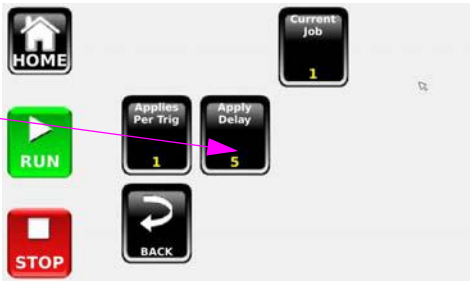 HOME
Current
Job
1
RUN
Applies
Per Trig
1
Apply
Delay
5
STOP
BACK